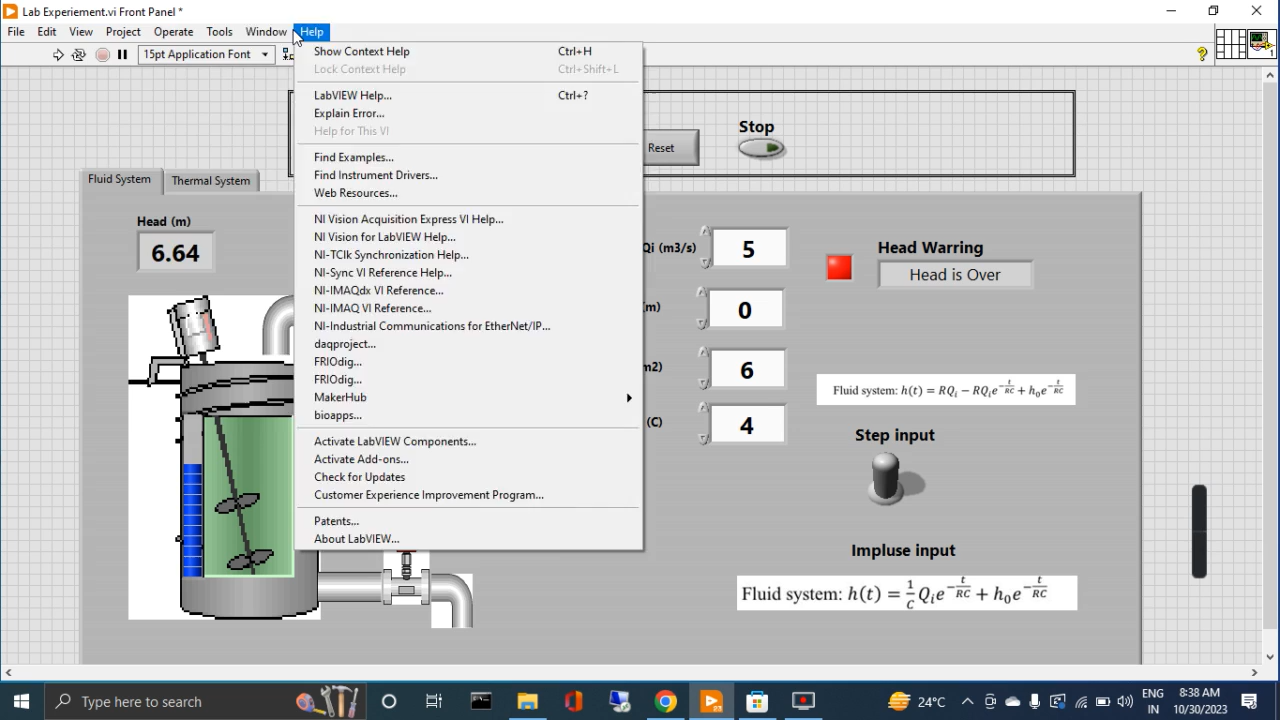 Lab Experiement.vi Front Panel *
File Edit View Project Operate Tools Window Help
15pt Application Font
Show Context Help Ctrl+H
Lock Context Help Ctrl+Shift+L
LabVIEW Help... Ctrl+?
Explain Error...
Help for This VI
Find Examples...
Find Instrument Drivers...
Web Resources...
NI Vision Acquisition Express VI Help...
NI Vision for LabVIEW Help...
NI-TClk Synchronization Help...
NI-Sync VI Reference Help...
NI-IMAQdx VI Reference...
NI-IMAQ VI Reference...
NI-Industrial Communications for EtherNet/IP...
daqproject...
FRIOdig...
FRIOdig...
MakerHub
bioapps...
Activate LabVIEW Components...
Activate Add-ons...
Check for Updates
Customer Experience Improvement Program...
Patents...
About LabVIEW...
Reset
Stop
Fluid System Thermal System
Head (m)
6.64
Qi (m3/s) 5
(m) 0
m2) 6
(C) 4
Head Warring
Head is Over
Fluid system: h(t) = RQ_i − RQ_i e^{−t/RC} + h_0 e^{−t/RC}
Step input
Impluse input
Fluid system: h(t) = 1/C Q_i e^{−t/RC} + h_0 e^{−t/RC}
Type here to search
24°C
ENG
IN
8:38 AM
10/30/2023